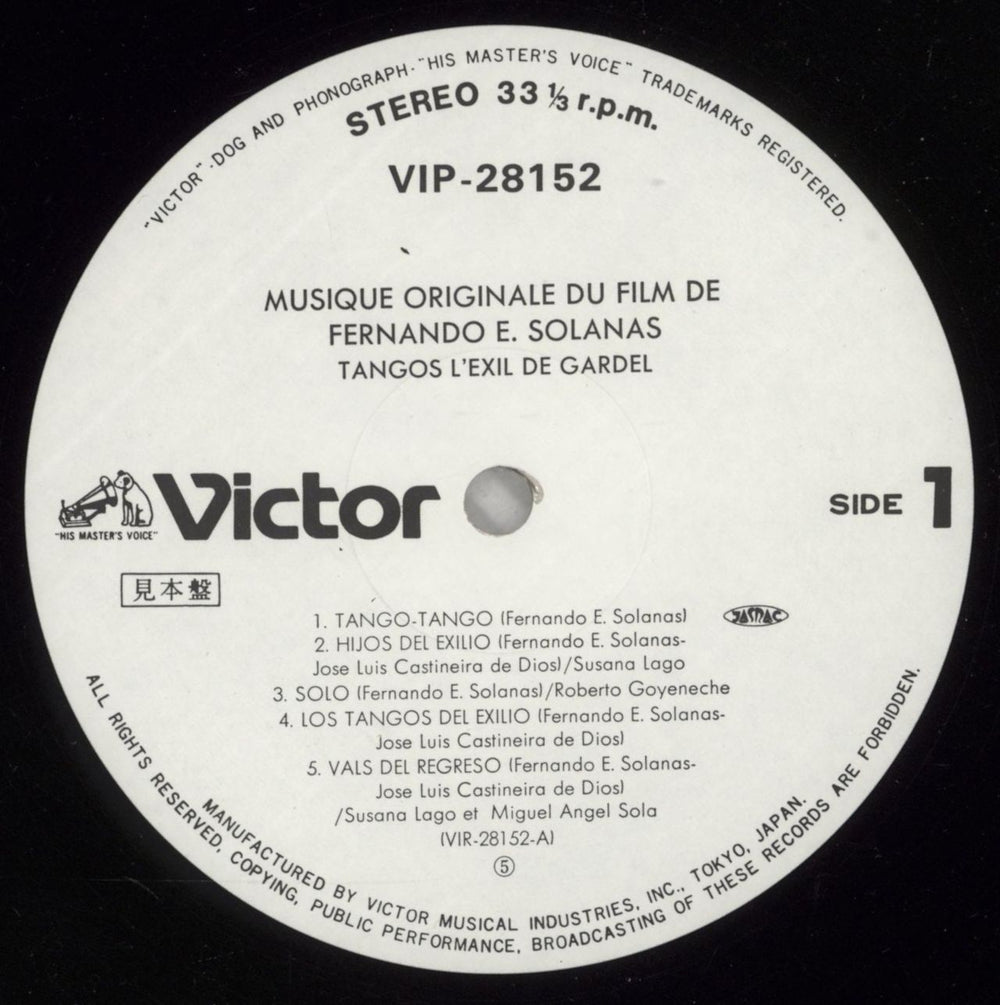 "VICTOR"·DOG AND PHONOGRAPH·"HIS MASTER'S VOICE" TRADEMARKS REGISTERED.
STEREO 33 ⅓ r.p.m.
VIP-28152
MUSIQUE ORIGINALE DU FILM DE
FERNANDO E. SOLANAS
TANGOS L'EXIL DE GARDEL
Victor
"HIS MASTER'S VOICE"
SIDE 1
見本盤
1. TANGO-TANGO (Fernando E. Solanas)
JASRAC
2. HIJOS DEL EXILIO (Fernando E. Solanas-
Jose Luis Castineira de Dios)/Susana Lago
3. SOLO (Fernando E. Solanas)/Roberto Goyeneche
4. LOS TANGOS DEL EXILIO (Fernando E. Solanas-
Jose Luis Castineira de Dios)
5. VALS DEL REGRESO (Fernando E. Solanas-
Jose Luis Castineira de Dios)
/Susana Lago et Miguel Angel Sola
(VIR-28152-A)
⑤
MANUFACTURED BY VICTOR MUSICAL INDUSTRIES, INC., TOKYO, JAPAN.
ALL RIGHTS RESERVED, COPYING, PUBLIC PERFORMANCE, BROADCASTING OF THESE RECORDS ARE FORBIDDEN.